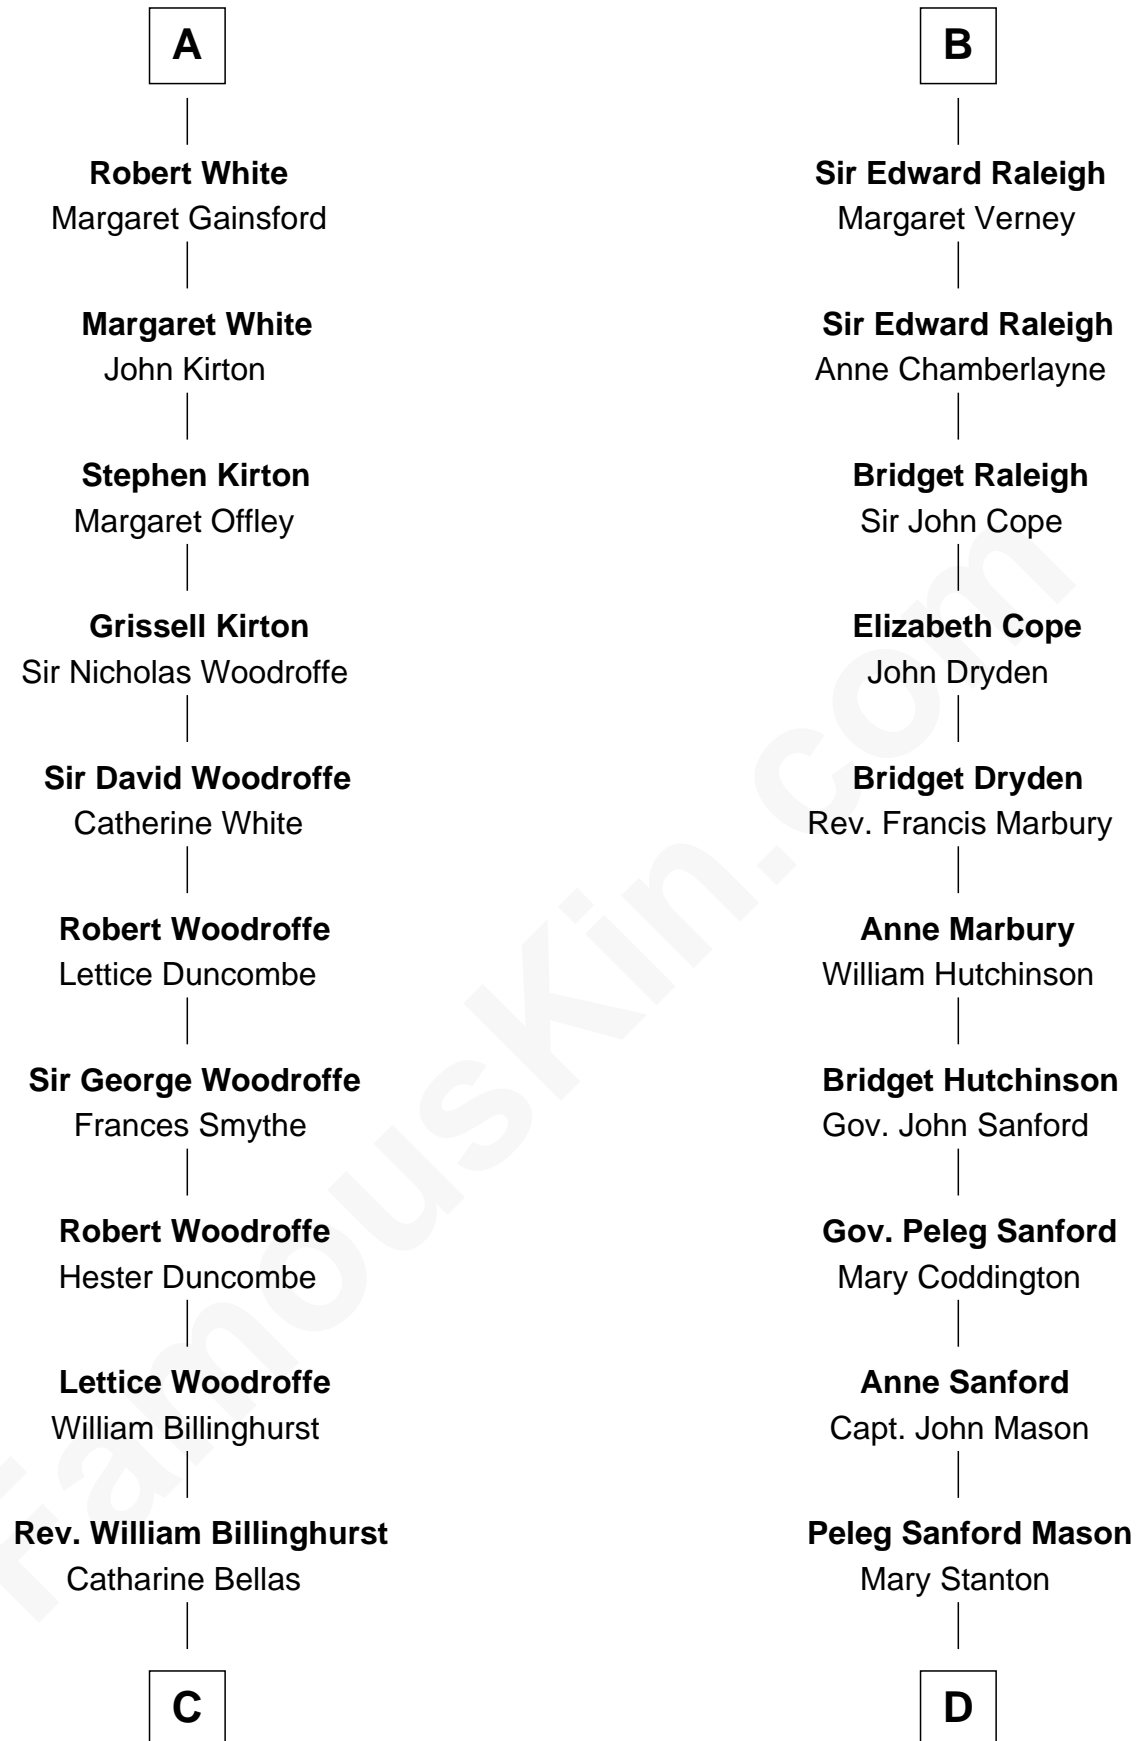 A
Robert White
Margaret Gainsford
Margaret White
John Kirton
Stephen Kirton
Margaret Offley
Grissell Kirton
Sir Nicholas Woodroffe
Sir David Woodroffe
Catherine White
Robert Woodroffe
Lettice Duncombe
Sir George Woodroffe
Frances Smythe
Robert Woodroffe
Hester Duncombe
Lettice Woodroffe
William Billinghurst
Rev. William Billinghurst
Catharine Bellas
C
B
Sir Edward Raleigh
Margaret Verney
Sir Edward Raleigh
Anne Chamberlayne
Bridget Raleigh
Sir John Cope
Elizabeth Cope
John Dryden
Bridget Dryden
Rev. Francis Marbury
Anne Marbury
William Hutchinson
Bridget Hutchinson
Gov. John Sanford
Gov. Peleg Sanford
Mary Coddington
Anne Sanford
Capt. John Mason
Peleg Sanford Mason
Mary Stanton
D
FamousKin.com